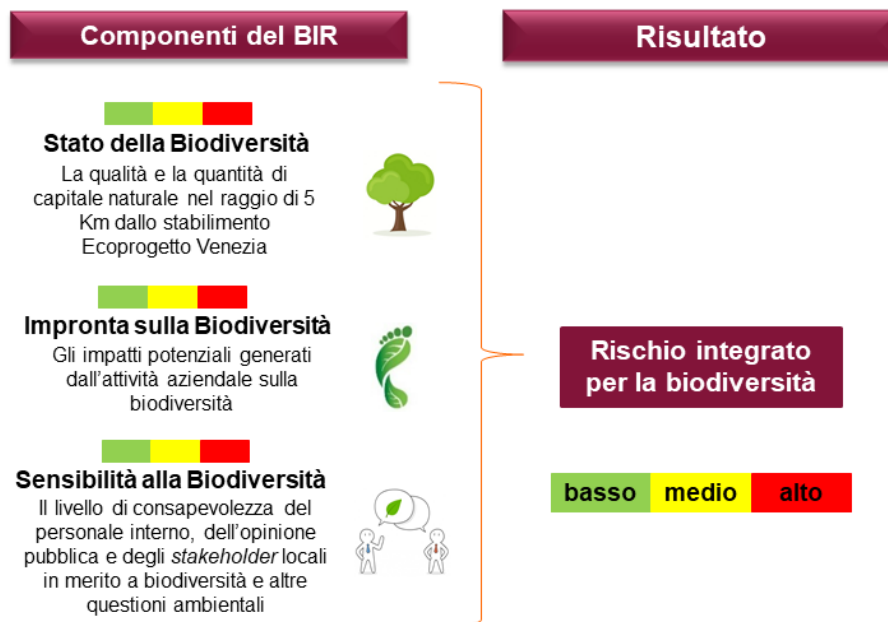 Componenti del BIR
Risultato
Stato della Biodiversità
La qualità e la quantità di
capitale naturale nel raggio di 5
Km dallo stabilimento
Ecoprogetto Venezia
Impronta sulla Biodiversità
Gli impatti potenziali generati
dall'attività aziendale sulla
biodiversità
Sensibilità alla Biodiversità
Il livello di consapevolezza del
personale interno, dell'opinione
pubblica e degli stakeholder locali
in merito a biodiversità e altre
questioni ambientali
Rischio integrato
per la biodiversità
basso medio alto